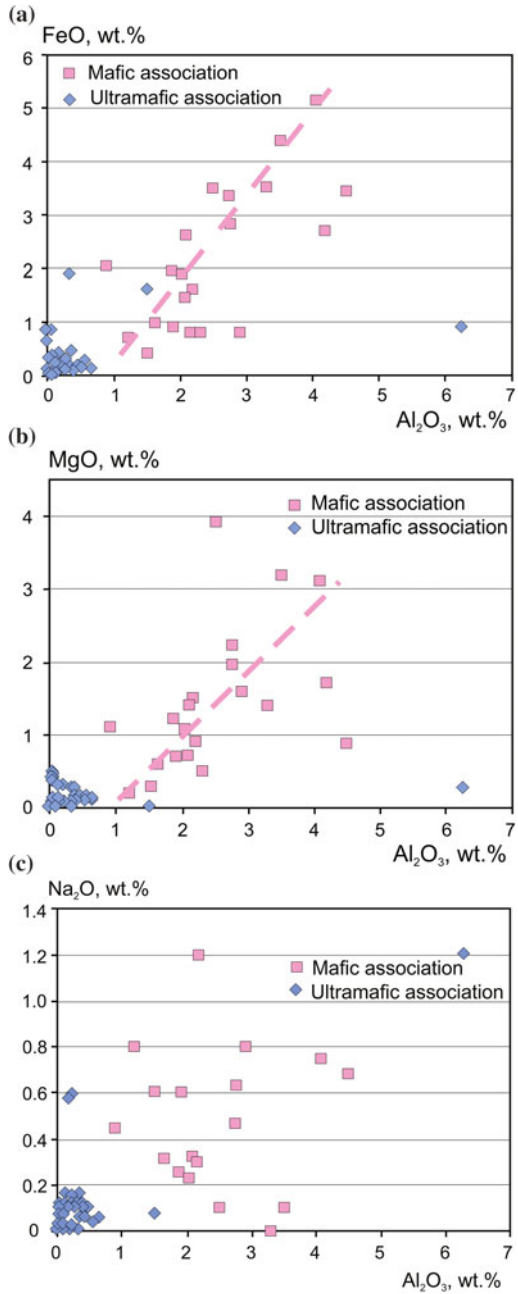 (a)
FeO, wt.%
6
5
4
3
2
1
0
Mafic association
Ultramafic association
0 1 2 3 4 5 6 7
Al₂O₃, wt.%
(b)
MgO, wt.%
4
3
2
1
0
Mafic association
Ultramafic association
0 1 2 3 4 5 6 7
Al₂O₃, wt.%
(c)
Na₂O, wt.%
1.4
1.2
1.0
0.8
0.6
0.4
0.2
0
Mafic association
Ultramafic association
0 1 2 3 4 5 6 7
Al₂O₃, wt.%